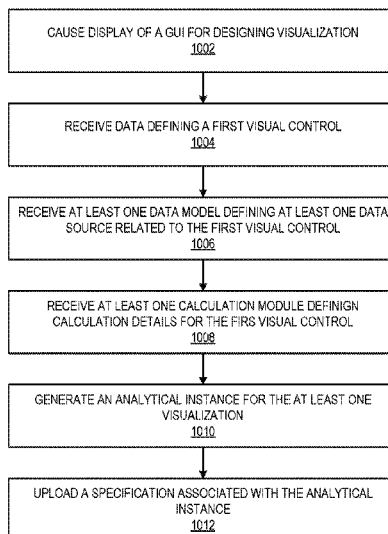 CAUSE DISPLAY OF A GUI FOR DESIGNING VISUALIZATION
1002
RECEIVE DATA DEFINING A FIRST VISUAL CONTROL
1004
RECEIVE AT LEAST ONE DATA MODEL DEFINING AT LEAST ONE DATA
SOURCE RELATED TO THE FIRST VISUAL CONTROL
1006
RECEIVE AT LEAST ONE CALCULATION MODULE DEFINIGN
CALCULATION DETAILS FOR THE FIRS VISUAL CONTROL
1008
GENERATE AN ANALYTICAL INSTANCE FOR THE AT LEAST ONE
VISUALIZATION
1010
UPLOAD A SPECIFICATION ASSOCIATED WITH THE ANALYTICAL
INSTANCE
1012